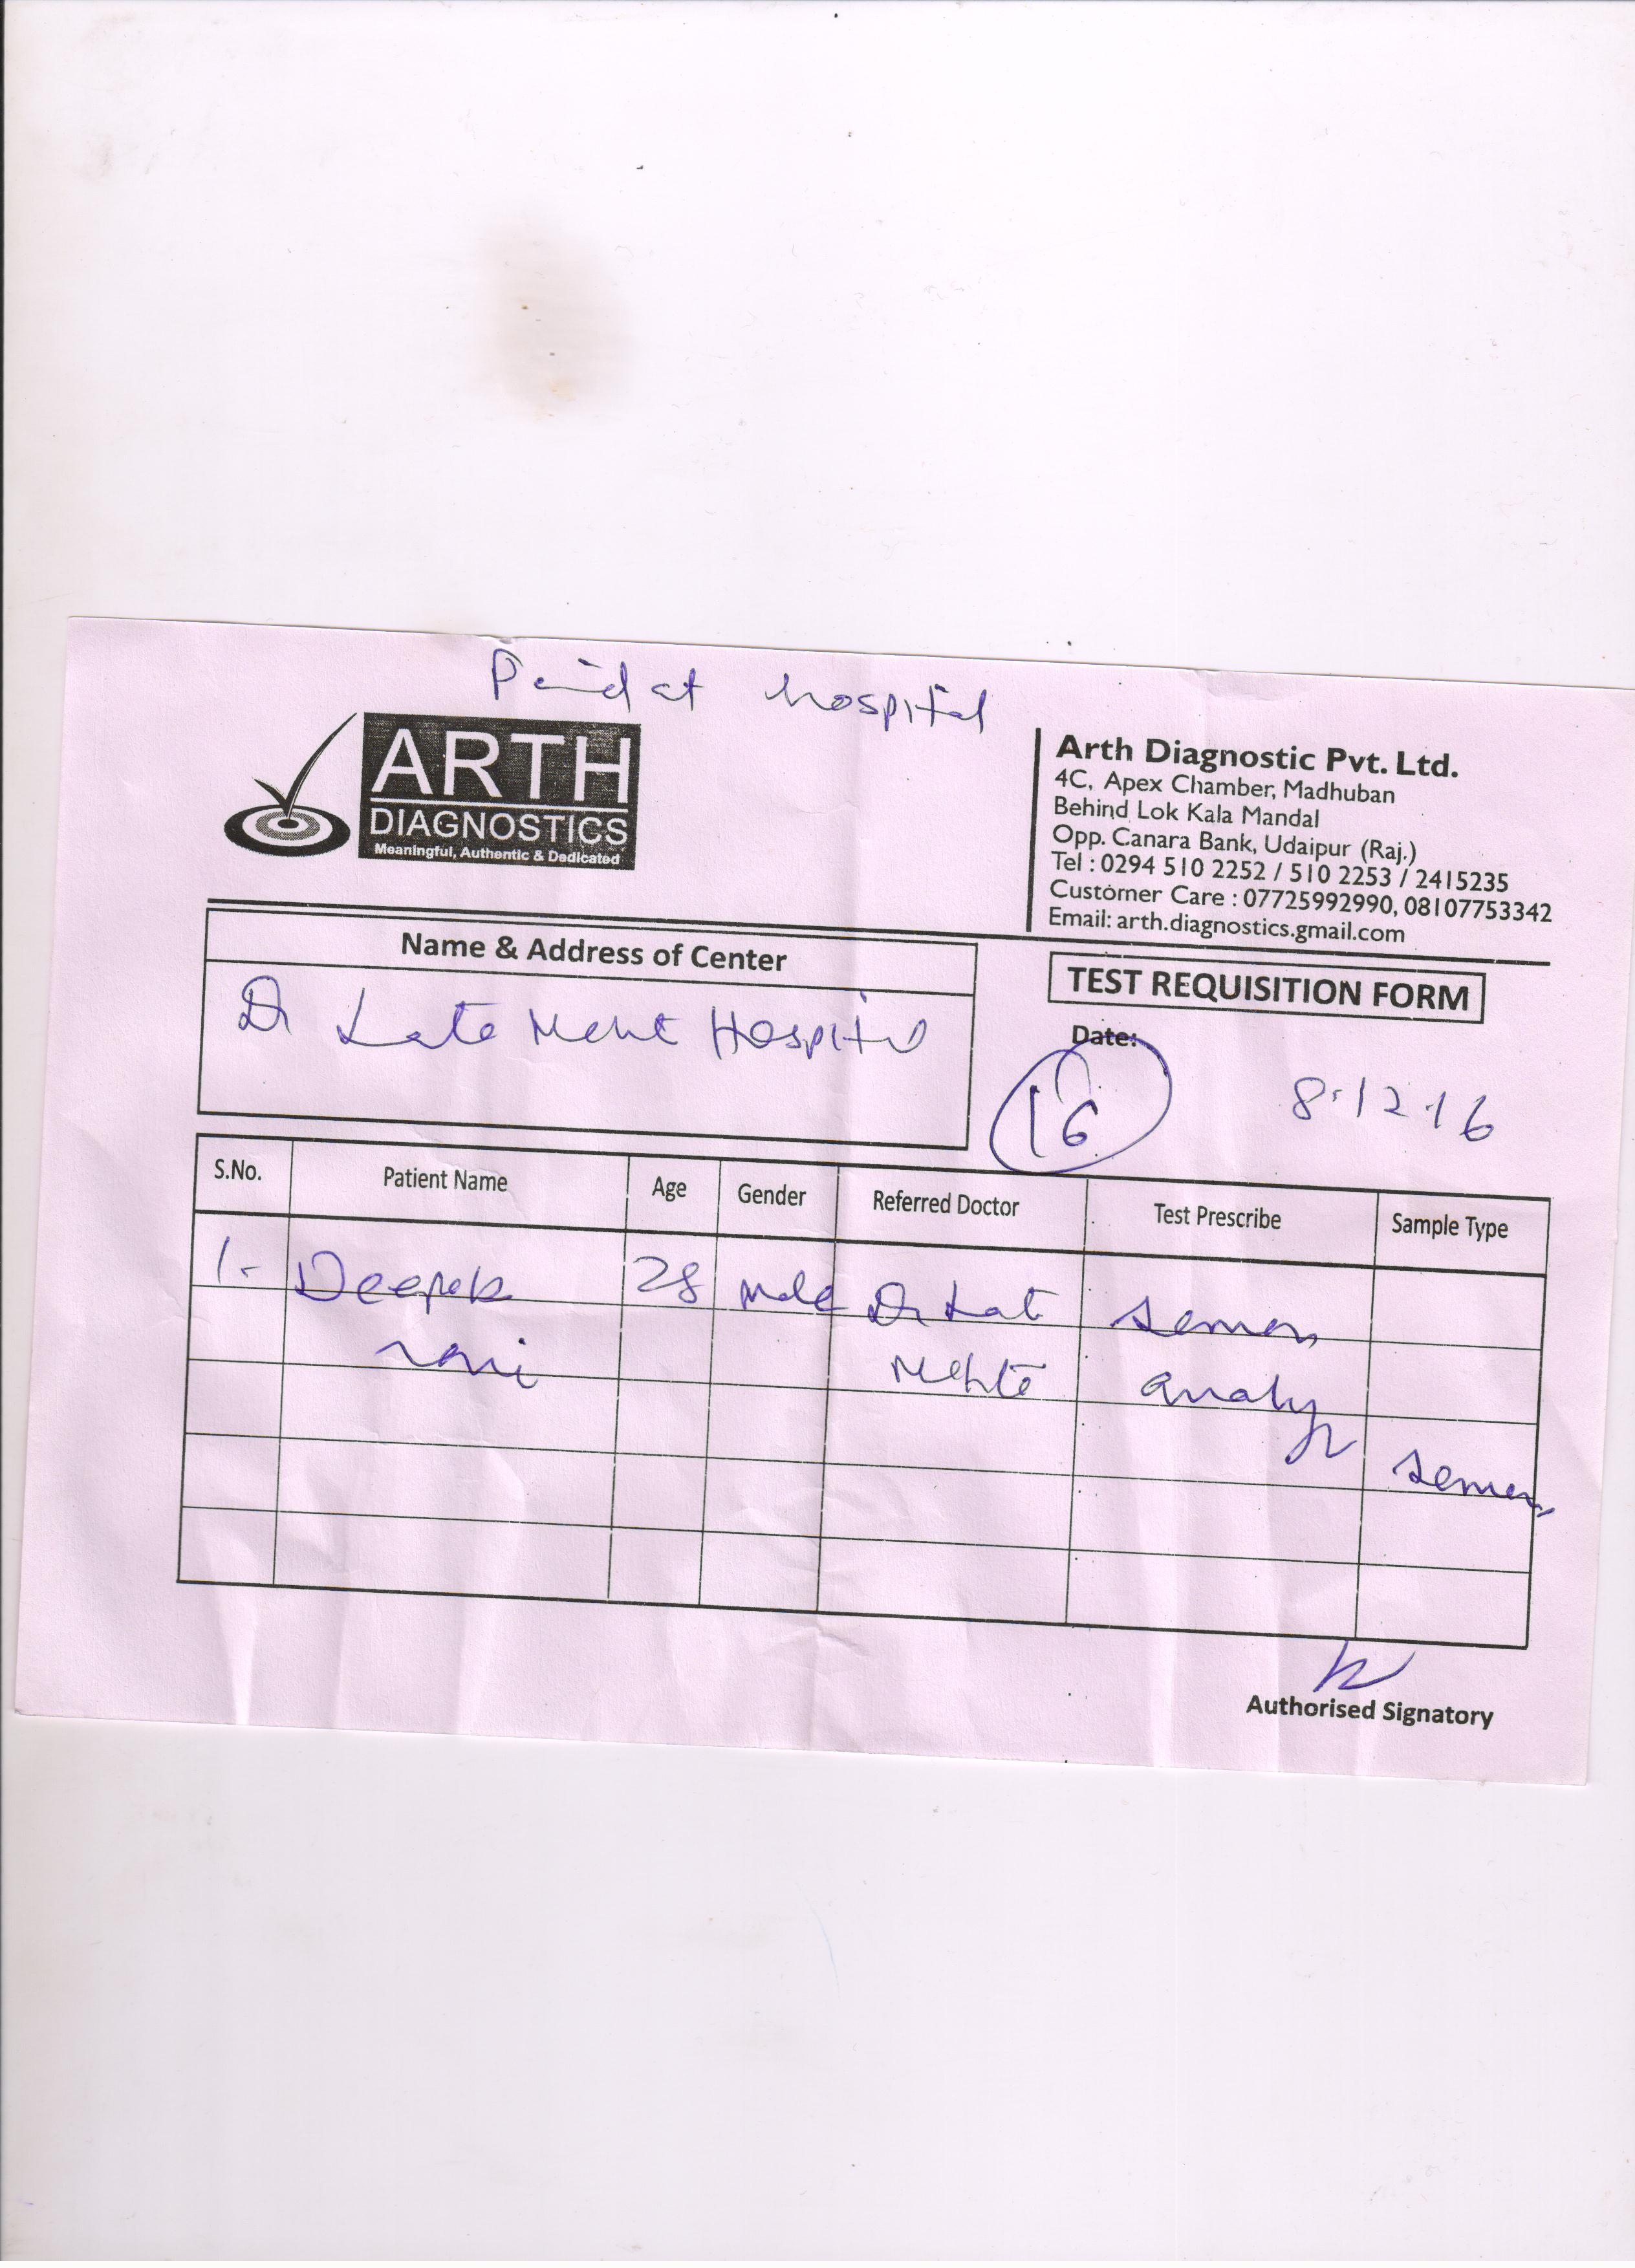 Paid at hospital
ARTH
DIAGNOSTICS
Meaningful, Authentic & Dedicated
Arth Diagnostic Pvt. Ltd.
4C, Apex Chamber, Madhuban
Behind Lok Kala Mandal
Opp. Canara Bank, Udaipur (Raj.)
Tel : 0294 510 2252 / 510 2253 / 2415235
Customer Care : 07725992990, 08107753342
Email: arth.diagnostics.gmail.com
Name & Address of Center
Dr Lata Mehta Hospital
TEST REQUISITION FORM
Date:
16
8.12.16
S.No. Patient Name Age Gender Referred Doctor Test Prescribe Sample Type
1. Deepak 28 Male Dr Lata Semen
Mehta analysis
Semen
Authorised Signatory